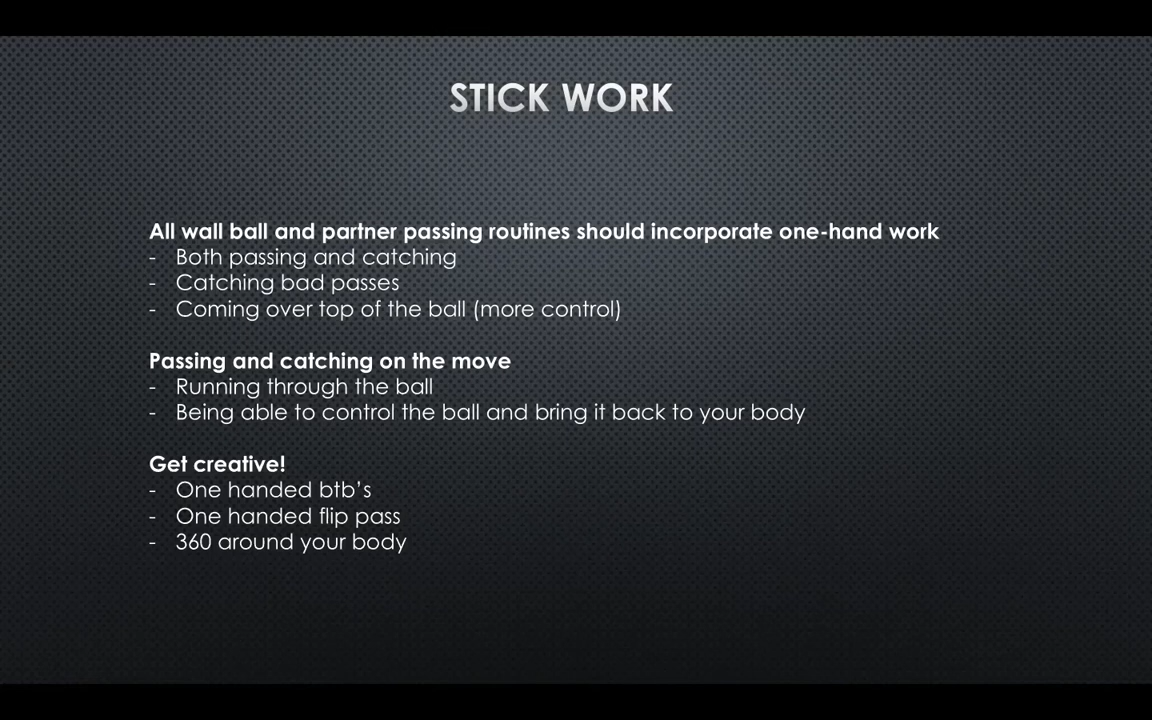 STICK WORK
All wall ball and partner passing routines should incorporate one-hand work
- Both passing and catching
- Catching bad passes
- Coming over top of the ball (more control)
Passing and catching on the move
- Running through the ball
- Being able to control the ball and bring it back to your body
Get creative!
- One handed btb's
- One handed flip pass
- 360 around your body